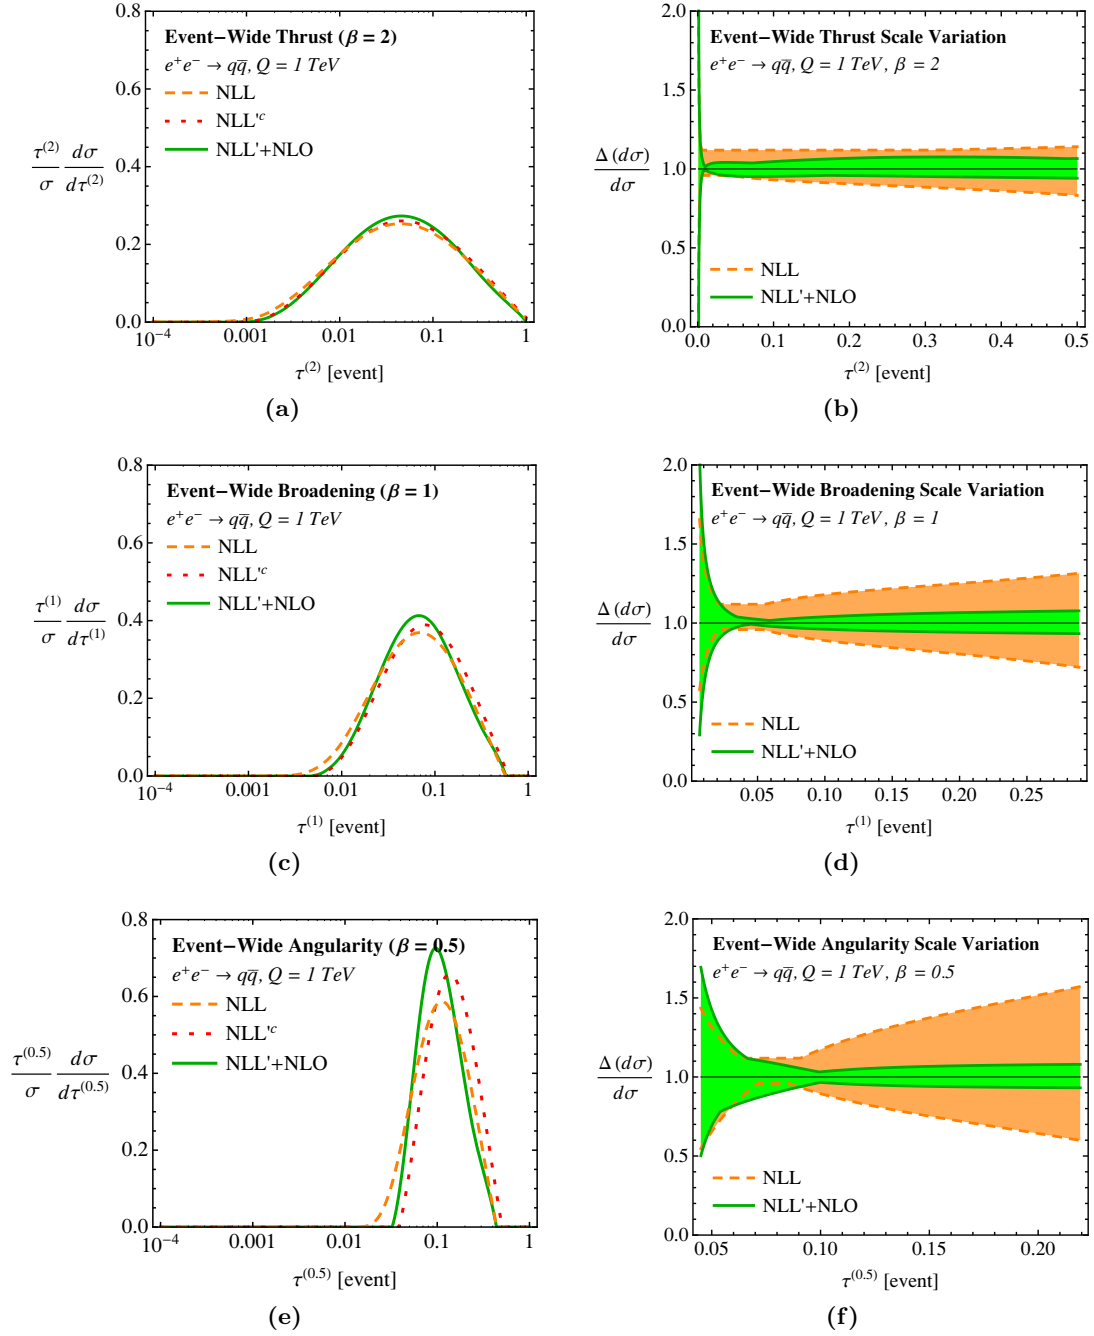 0.8
0.6
0.4
0.2
0.0
Event−Wide Thrust (β = 2)
e⁺e⁻ → qq̅, Q = 1 TeV
NLL
NLL′ᶜ
NLL′+NLO
τ⁽²⁾/σ dσ/dτ⁽²⁾
10⁻⁴ 0.001 0.01 0.1 1
τ⁽²⁾ [event]
(a)
2.0
1.5
1.0
0.5
0.0
Event−Wide Thrust Scale Variation
e⁺e⁻ → qq̅, Q = 1 TeV , β = 2
Δ(dσ)/dσ
NLL
NLL'+NLO
0.0 0.1 0.2 0.3 0.4 0.5
τ⁽²⁾ [event]
(b)
0.8
0.6
0.4
0.2
0.0
Event−Wide Broadening (β = 1)
e⁺e⁻ → qq̅, Q = 1 TeV
NLL
NLL′ᶜ
NLL′+NLO
τ⁽¹⁾/σ dσ/dτ⁽¹⁾
10⁻⁴ 0.001 0.01 0.1 1
τ⁽¹⁾ [event]
(c)
2.0
1.5
1.0
0.5
0.0
Event−Wide Broadening Scale Variation
e⁺e⁻ → qq̅, Q = 1 TeV , β = 1
Δ(dσ)/dσ
NLL
NLL'+NLO
0.05 0.10 0.15 0.20 0.25
τ⁽¹⁾ [event]
(d)
0.8
0.6
0.4
0.2
0.0
Event−Wide Angularity (β = 0.5)
e⁺e⁻ → qq̅, Q = 1 TeV
NLL
NLL′ᶜ
NLL′+NLO
τ⁽⁰·⁵⁾/σ dσ/dτ⁽⁰·⁵⁾
10⁻⁴ 0.001 0.01 0.1 1
τ⁽⁰·⁵⁾ [event]
(e)
2.0
1.5
1.0
0.5
0.0
Event−Wide Angularity Scale Variation
e⁺e⁻ → qq̅, Q = 1 TeV , β = 0.5
Δ(dσ)/dσ
NLL
NLL'+NLO
0.05 0.10 0.15 0.20
τ⁽⁰·⁵⁾ [event]
(f)